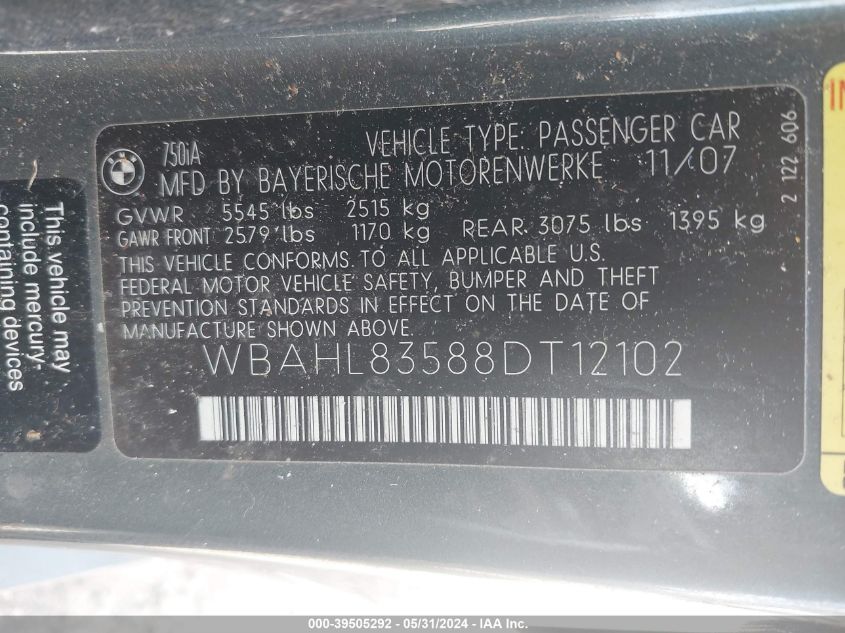 BMW
750iA
VEHICLE TYPE: PASSENGER CAR
MFD BY BAYERISCHE MOTORENWERKE 11/07
GVWR 5545 lbs 2515 kg
GAWR FRONT 2579 lbs 1170 kg REAR 3075 lbs 1395 kg
THIS VEHICLE CONFORMS TO ALL APPLICABLE U.S.
FEDERAL MOTOR VEHICLE SAFETY, BUMPER AND THEFT
PREVENTION STANDARDS IN EFFECT ON THE DATE OF
MANUFACTURE SHOWN ABOVE.
WBAHL83588DT12102
2 122 606
This vehicle may
include mercury-
containing devices
000-39505292 - 05/31/2024 - IAA Inc.